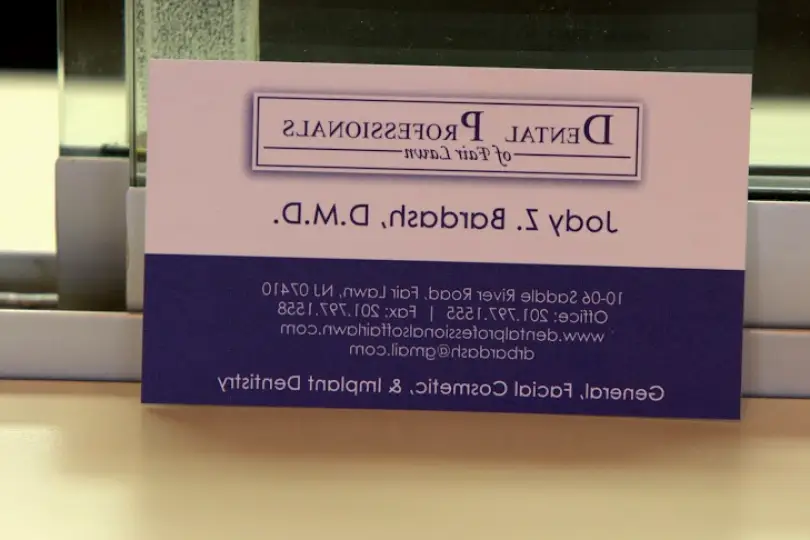 DENTAL PROFESSIONALS
of Fair Lawn
Jody Z. Bardash, D.M.D.
10-06 Saddle River Road, Fair Lawn, NJ 07410
Office: 201.797.1555 | Fax: 201.797.1558
www.dentalprofessionalsoffairlawn.com
drbardash@gmail.com
General, Facial Cosmetic, & Implant Dentistry